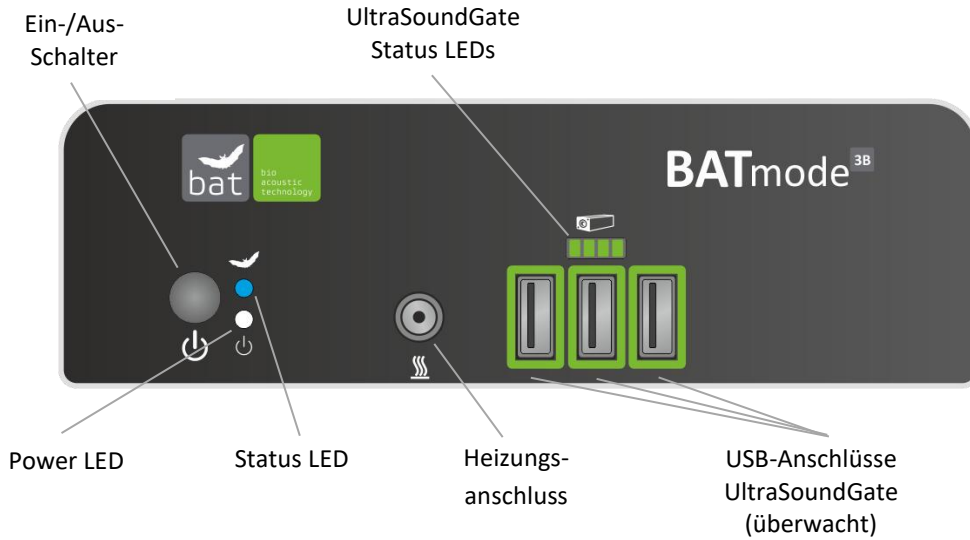 Ein-/Aus-
Schalter
UltraSoundGate
Status LEDs
bat
bio
acoustic
technology
BATmode 3B
Power LED
Status LED
Heizungs-
anschluss
USB-Anschlüsse
UltraSoundGate
(überwacht)